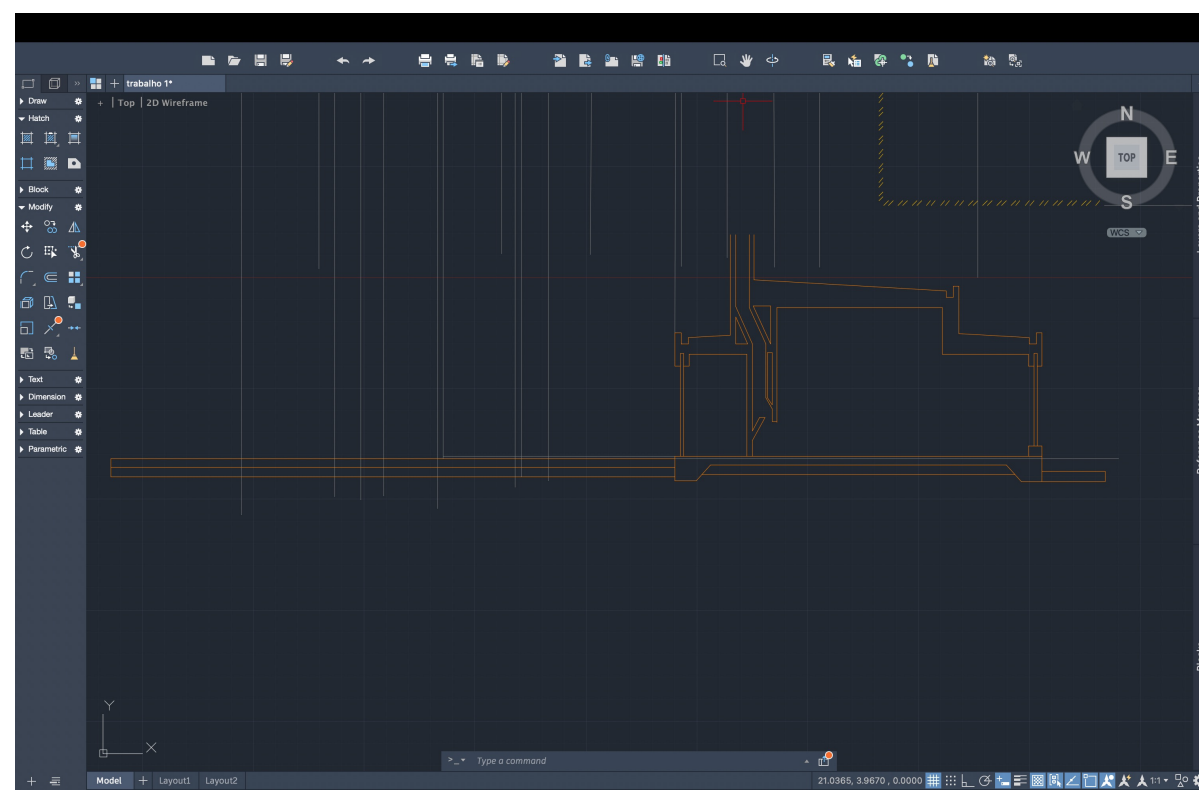 trabalho 1*
Draw
+ | Top | 2D Wireframe
Hatch
N
W
TOP
E
S
WCS
Block
Modify
Text
Dimension
Leader
Table
Parametric
Y
X
>_ Type a command
Model
Layout1
Layout2
21.0365, 3.9670 , 0.0000
1:1